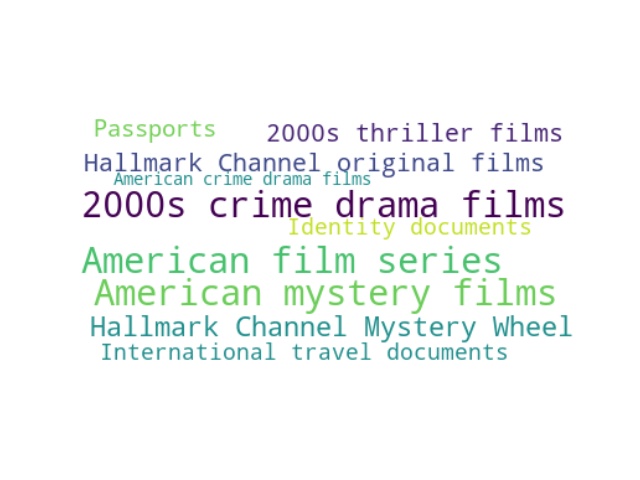 Passports
2000s thriller films
Hallmark Channel original films
American crime drama films
2000s crime drama films
Identity documents
American film series
American mystery films
Hallmark Channel Mystery Wheel
International travel documents